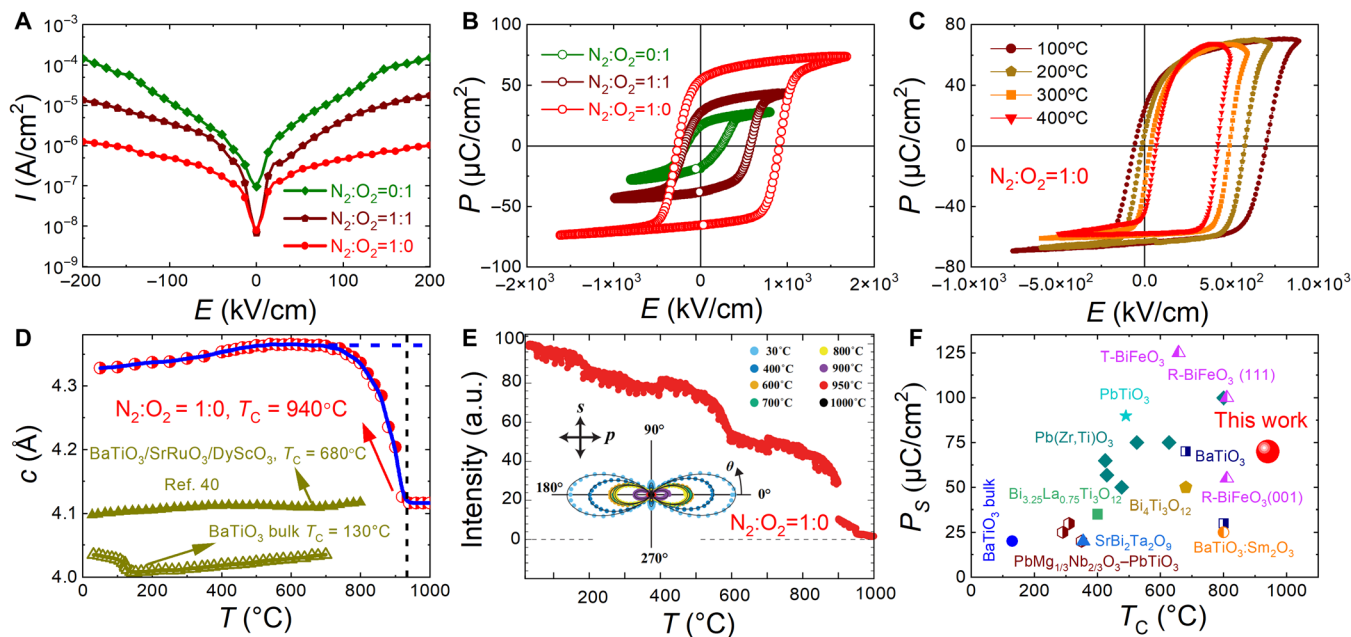 A
10⁻³
10⁻⁴
10⁻⁵
10⁻⁶
10⁻⁷
10⁻⁸
10⁻⁹
I (A/cm²)
N₂:O₂=0:1
N₂:O₂=1:1
N₂:O₂=1:0
−200 −100 0 100 200
E (kV/cm)
B
100
50
0
−50
−100
P (µC/cm²)
N₂:O₂=0:1
N₂:O₂=1:1
N₂:O₂=1:0
−2×10³ −1×10³ 0 1×10³ 2×10³
E (kV/cm)
C
80
40
0
−40
−80
P (µC/cm²)
100°C
200°C
300°C
400°C
N₂:O₂=1:0
−5.0×10² 0.0 5.0×10² 1.0×10³
E (kV/cm)
D
4.3
4.2
4.1
4.0
c (Å)
N₂:O₂ = 1:0, T_C = 940°C
BaTiO₃/SrRuO₃/DyScO₃, T_C = 680°C
Ref. 40
BaTiO₃ bulk T_C = 130°C
0 200 400 600 800 1000
T (°C)
E
100
80
60
40
20
0
Intensity (a.u.)
30˚C
400˚C
600˚C
700˚C
800˚C
900˚C
950˚C
1000˚C
s
p
90°
θ
180°
0°
270°
N₂:O₂=1:0
200 400 600 800 1000
T (°C)
F
125
100
75
50
25
0
P_S (µC/cm²)
T-BiFeO₃
R-BiFeO₃ (111)
PbTiO₃
This work
Pb(Zr,Ti)O₃
BaTiO₃
Bi₃.₂₅La₀.₇₅Ti₃O₁₂
Bi₄Ti₃O₁₂
R-BiFeO₃(001)
BaTiO₃ bulk
SrBi₂Ta₂O₉
BaTiO₃:Sm₂O₃
PbMg₁/₃Nb₂/₃O₃–PbTiO₃
0 200 400 600 800 1000
T_C (°C)